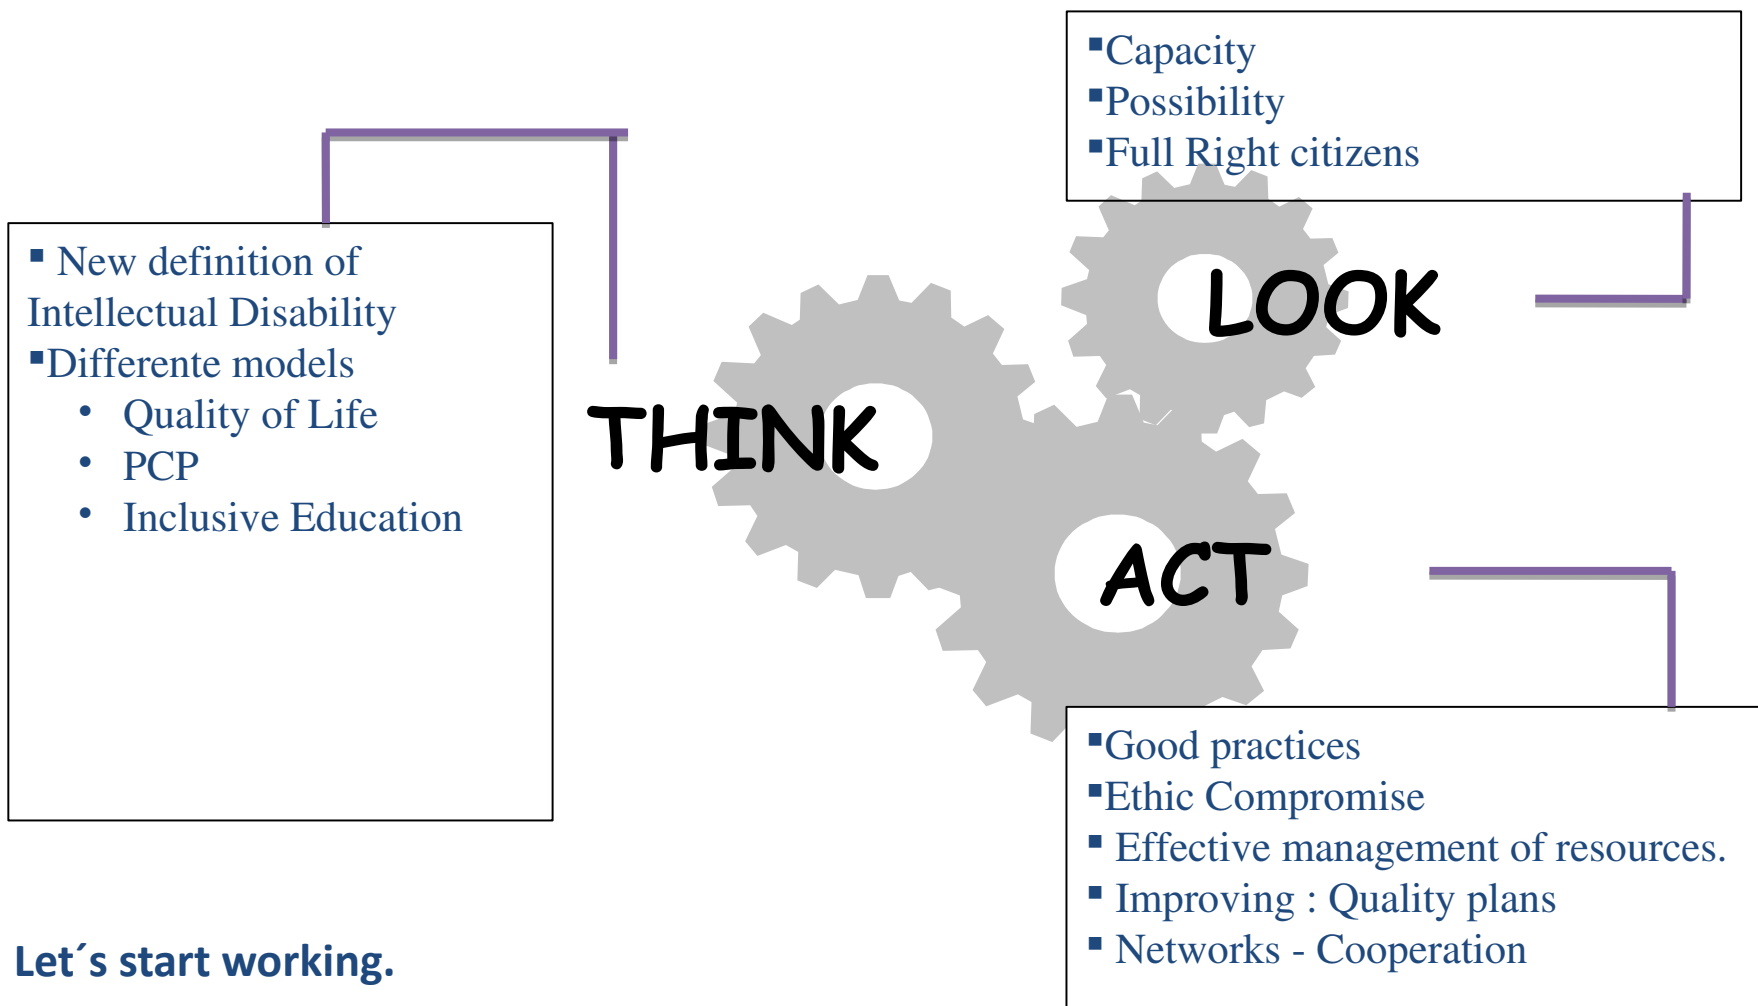 ▪Capacity
▪Possibility
▪Full Right citizens
▪ New definition of
Intellectual Disability
▪Differente models
• Quality of Life
• PCP
• Inclusive Education
LOOK
THINK
ACT
▪Good practices
▪Ethic Compromise
▪ Effective management of resources.
▪ Improving : Quality plans
▪ Networks - Cooperation
Let´s start working.